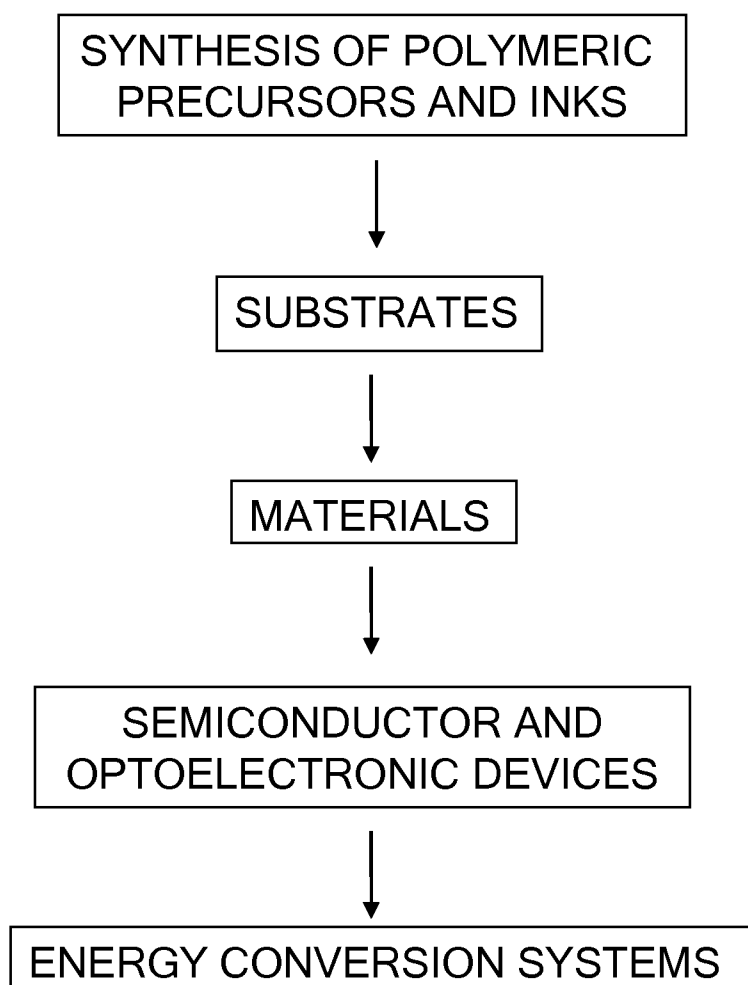 SYNTHESIS OF POLYMERIC
PRECURSORS AND INKS
SUBSTRATES
MATERIALS
SEMICONDUCTOR AND
OPTOELECTRONIC DEVICES
ENERGY CONVERSION SYSTEMS